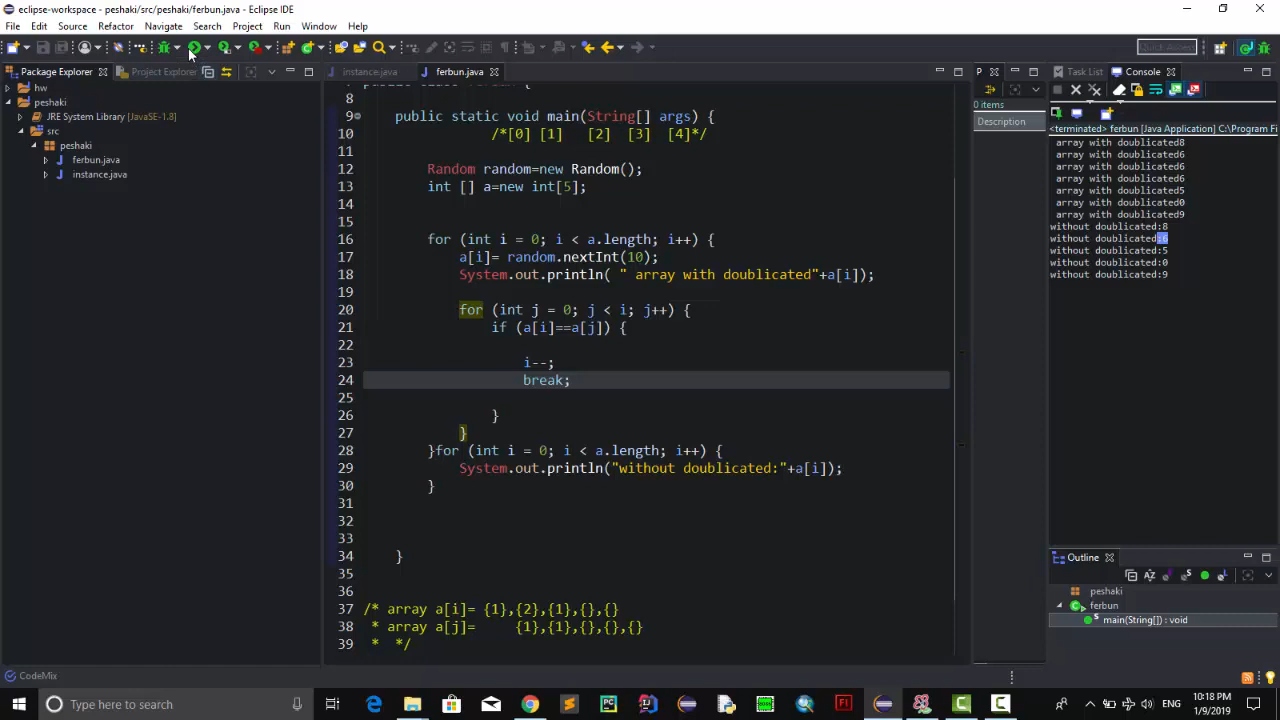 eclipse-workspace - peshaki/src/peshaki/ferbun.java - Eclipse IDE
File Edit Source Refactor Navigate Search Project Run Window Help
Quick Access
Package Explorer Project Explorer
instance.java ferbun.java
P
Task List Console
hw
peshaki
JRE System Library [JavaSE-1.8]
src
peshaki
ferbun.java
instance.java
8
9 public static void main(String[] args) {
10 /*[0] [1] [2] [3] [4]*/
11
12 Random random=new Random();
13 int [] a=new int[5];
14
15
16 for (int i = 0; i < a.length; i++) {
17 a[i]= random.nextInt(10);
18 System.out.println( " array with doublicated"+a[i]);
19
20 for (int j = 0; j < i; j++) {
21 if (a[i]==a[j]) {
22
23 i--;
24 break;
25
26 }
27 }
28 }for (int i = 0; i < a.length; i++) {
29 System.out.println("without doublicated:"+a[i]);
30 }
31
32
33
34 }
35
36
37 /* array a[i]= {1},{2},{1},{},{}
38 * array a[j]= {1},{1},{},{},{}
39 * */
0 items
Description
<terminated> ferbun [Java Application] C:\Program Fi
array with doublicated8
array with doublicated6
array with doublicated6
array with doublicated6
array with doublicated5
array with doublicated0
array with doublicated9
without doublicated:8
without doublicated:6
without doublicated:5
without doublicated:0
without doublicated:9
Outline
peshaki
ferbun
main(String[]) : void
CodeMix
Type here to search
ENG
10:18 PM
1/9/2019